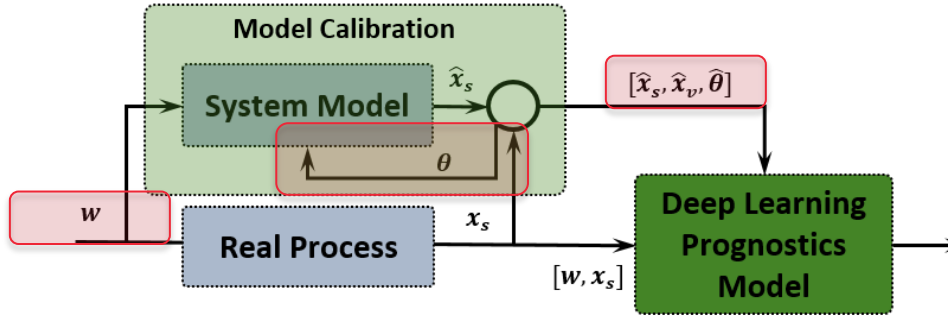 Model Calibration
x̂ₛ
System Model
[x̂ₛ, x̂ᵥ, θ̂]
θ
w
xₛ
Real Process
[w, xₛ]
Deep Learning
Prognostics
Model